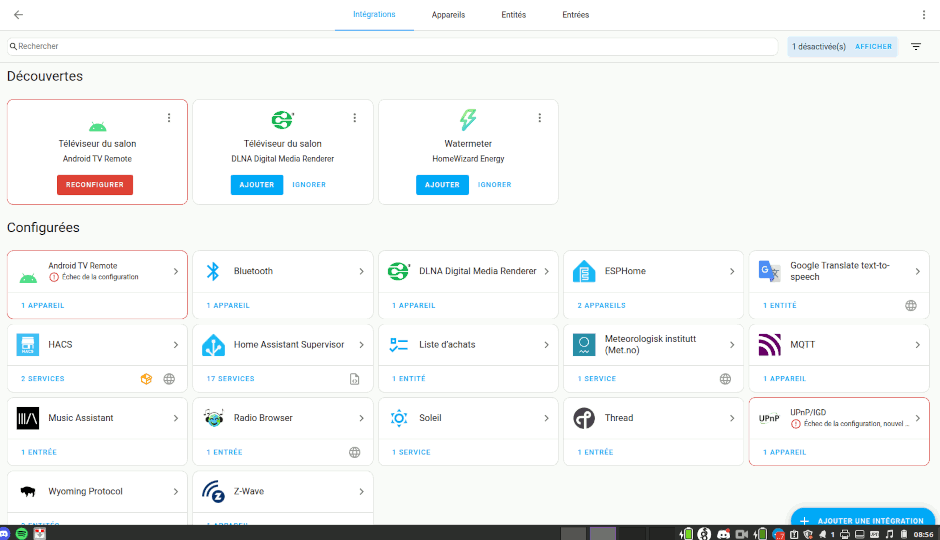 Intégrations Appareils Entités Entrées
Rechercher
1 désactivée(s) AFFICHER
Découvertes
Téléviseur du salon
Android TV Remote
RECONFIGURER
Téléviseur du salon
DLNA Digital Media Renderer
AJOUTER IGNORER
Watermeter
HomeWizard Energy
AJOUTER IGNORER
Configurées
Android TV Remote
Échec de la configuration
1 APPAREIL
Bluetooth
1 APPAREIL
DLNA Digital Media Renderer
1 APPAREIL
ESPHome
2 APPAREILS
Google Translate text-to-
speech
1 ENTITÉ
HACS
HACS
2 SERVICES
Home Assistant Supervisor
17 SERVICES
Liste d'achats
1 ENTITÉ
Meteorologisk institutt
(Met.no)
1 SERVICE
MQTT
1 APPAREIL
Music Assistant
1 ENTRÉE
Radio Browser
1 ENTRÉE
Soleil
1 SERVICE
Thread
1 ENTRÉE
UPnP
UPnP/IGD
Échec de la configuration, nouvel ...
1 APPAREIL
Wyoming Protocol
Z-Wave
1 APPAREIL
AJOUTER UNE INTÉGRATION
1
08:56